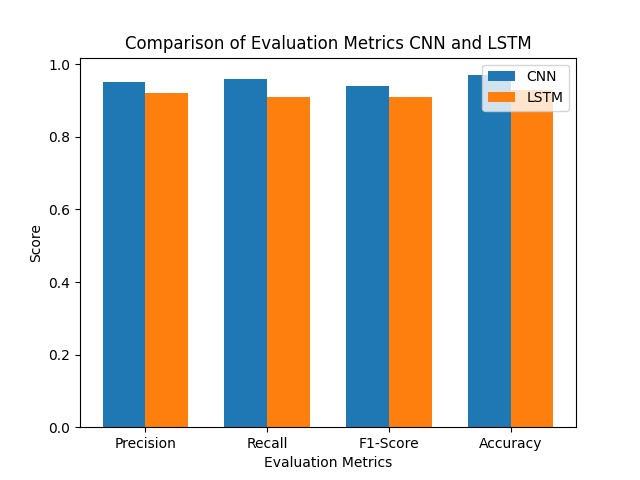 Comparison of Evaluation Metrics CNN and LSTM
CNN
LSTM
1.0
0.8
0.6
0.4
0.2
0.0
Score
Precision
Recall
F1-Score
Accuracy
Evaluation Metrics